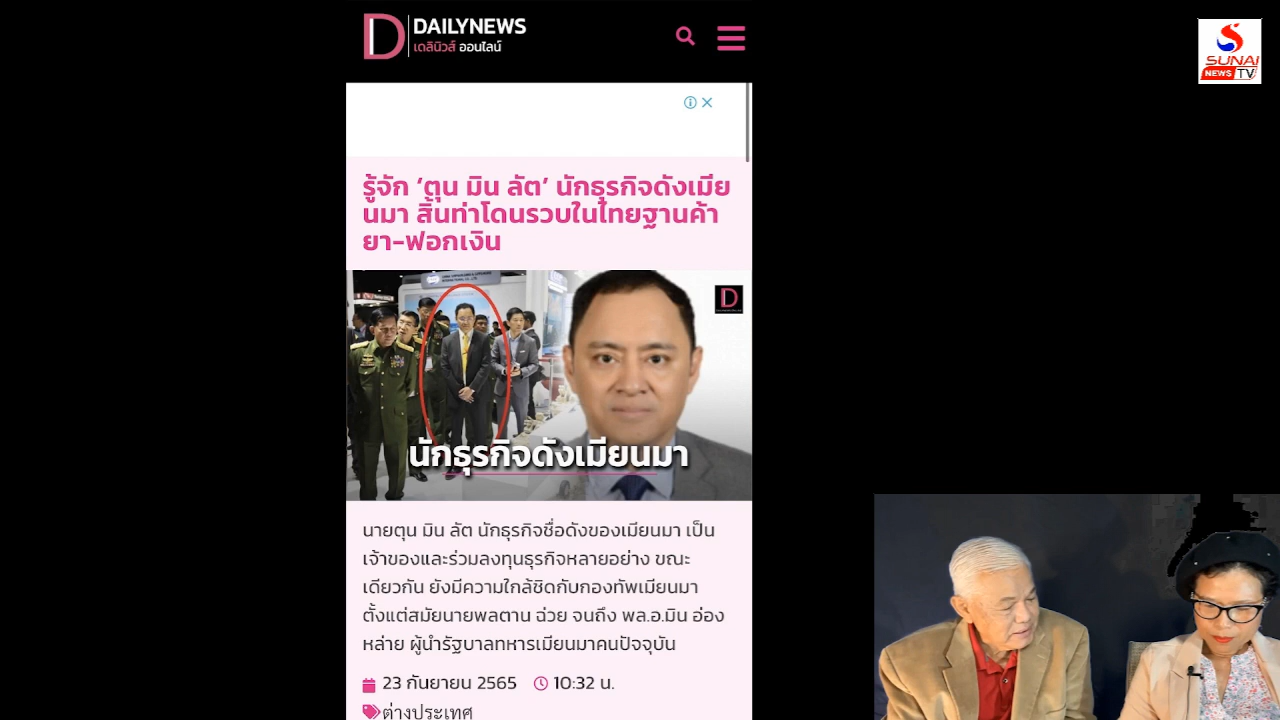 DAILYNEWS
เดลินิวส์ ออนไลน์
SUNAI
NEWS TV
รู้จัก ‘ตุน มิน ลัต’ นักธุรกิจดังเมีย
นมา สิ้นท่าโดนรวบในไทยฐานค้า
ยา-ฟอกเงิน
D
นักธุรกิจดังเมียนมา
นายตุน มิน ลัต นักธุรกิจชื่อดังของเมียนมา เป็น
เจ้าของและร่วมลงทุนธุรกิจหลายอย่าง ขณะ
เดียวกัน ยังมีความใกล้ชิดกับกองทัพเมียนมา
ตั้งแต่สมัยนายพลตาน ฉ่วย จนถึง พล.อ.มิน อ่อง
หล่าย ผู้นำรัฐบาลทหารเมียนมาคนปัจจุบัน
23 กันยายน 2565 10:32 น.
ต่างประเทศ